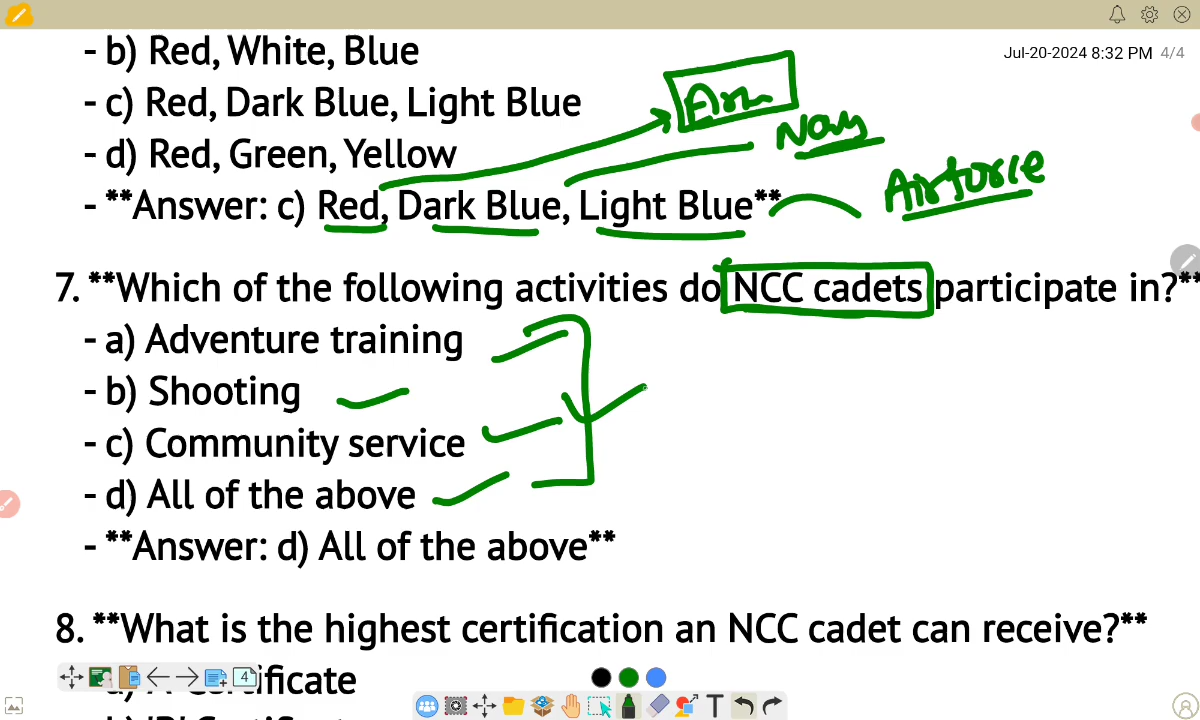 Jul-20-2024 8:32 PM 4/4
- b) Red, White, Blue
- c) Red, Dark Blue, Light Blue
- d) Red, Green, Yellow
Navy
Airforce
- **Answer: c) Red, Dark Blue, Light Blue**
7. **Which of the following activities do NCC cadets participate in?**
- a) Adventure training
- b) Shooting
- c) Community service
- d) All of the above
- **Answer: d) All of the above**
8. **What is the highest certification an NCC cadet can receive?**
4
T